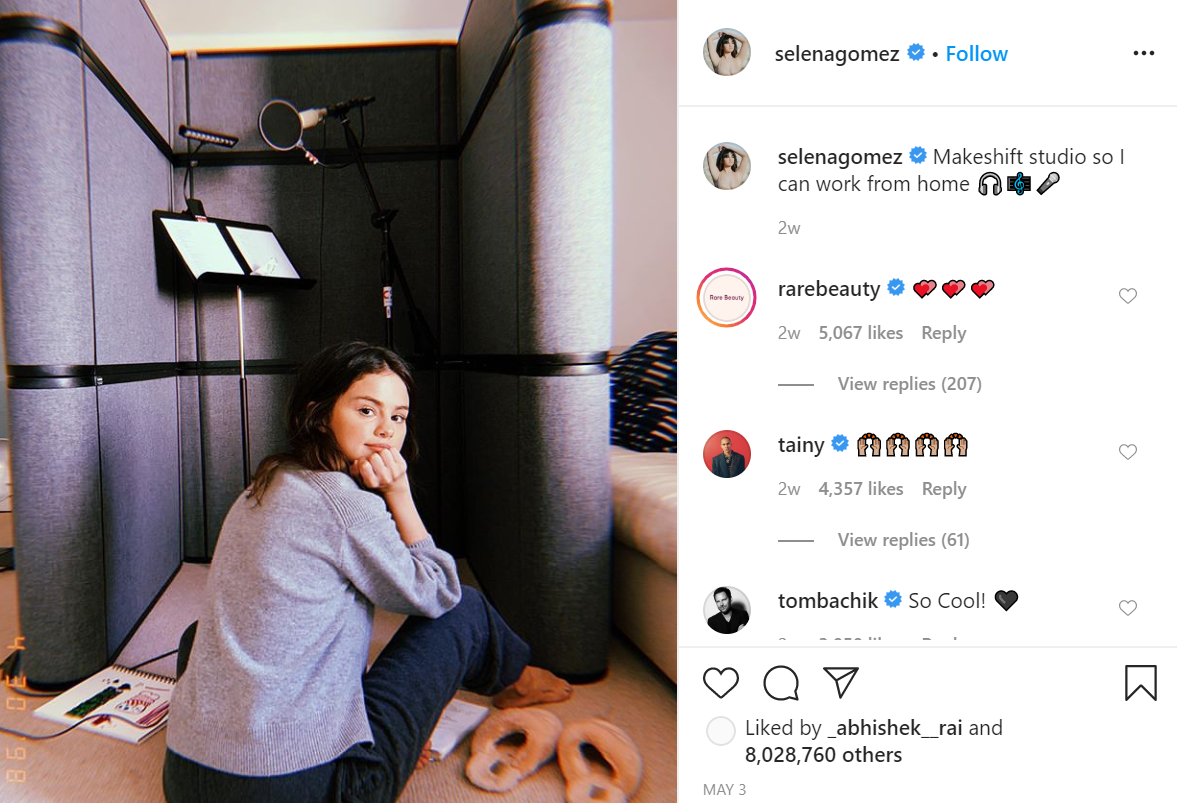 selenagomez • Follow
selenagomez Makeshift studio so I
can work from home 🎧🎼🎤
2w
Rare Beauty
rarebeauty 💕💕💕
2w 5,067 likes Reply
View replies (207)
tainy 🙌🏽🙌🏽🙌🏽🙌🏽
2w 4,357 likes Reply
View replies (61)
tombachik So Cool! 🖤
Liked by _abhishek__rai and
8,028,760 others
MAY 3